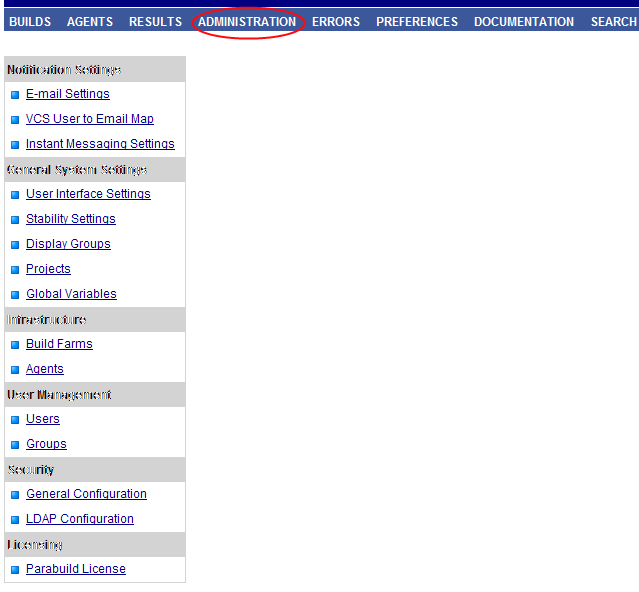 BUILDS AGENTS RESULTS ADMINISTRATION ERRORS PREFERENCES DOCUMENTATION SEARCH
Notification Settings
E-mail Settings
VCS User to Email Map
Instant Messaging Settings
General System Settings
User Interface Settings
Stability Settings
Display Groups
Projects
Global Variables
Infrastructure
Build Farms
Agents
User Management
Users
Groups
Security
General Configuration
LDAP Configuration
Licensing
Parabuild License